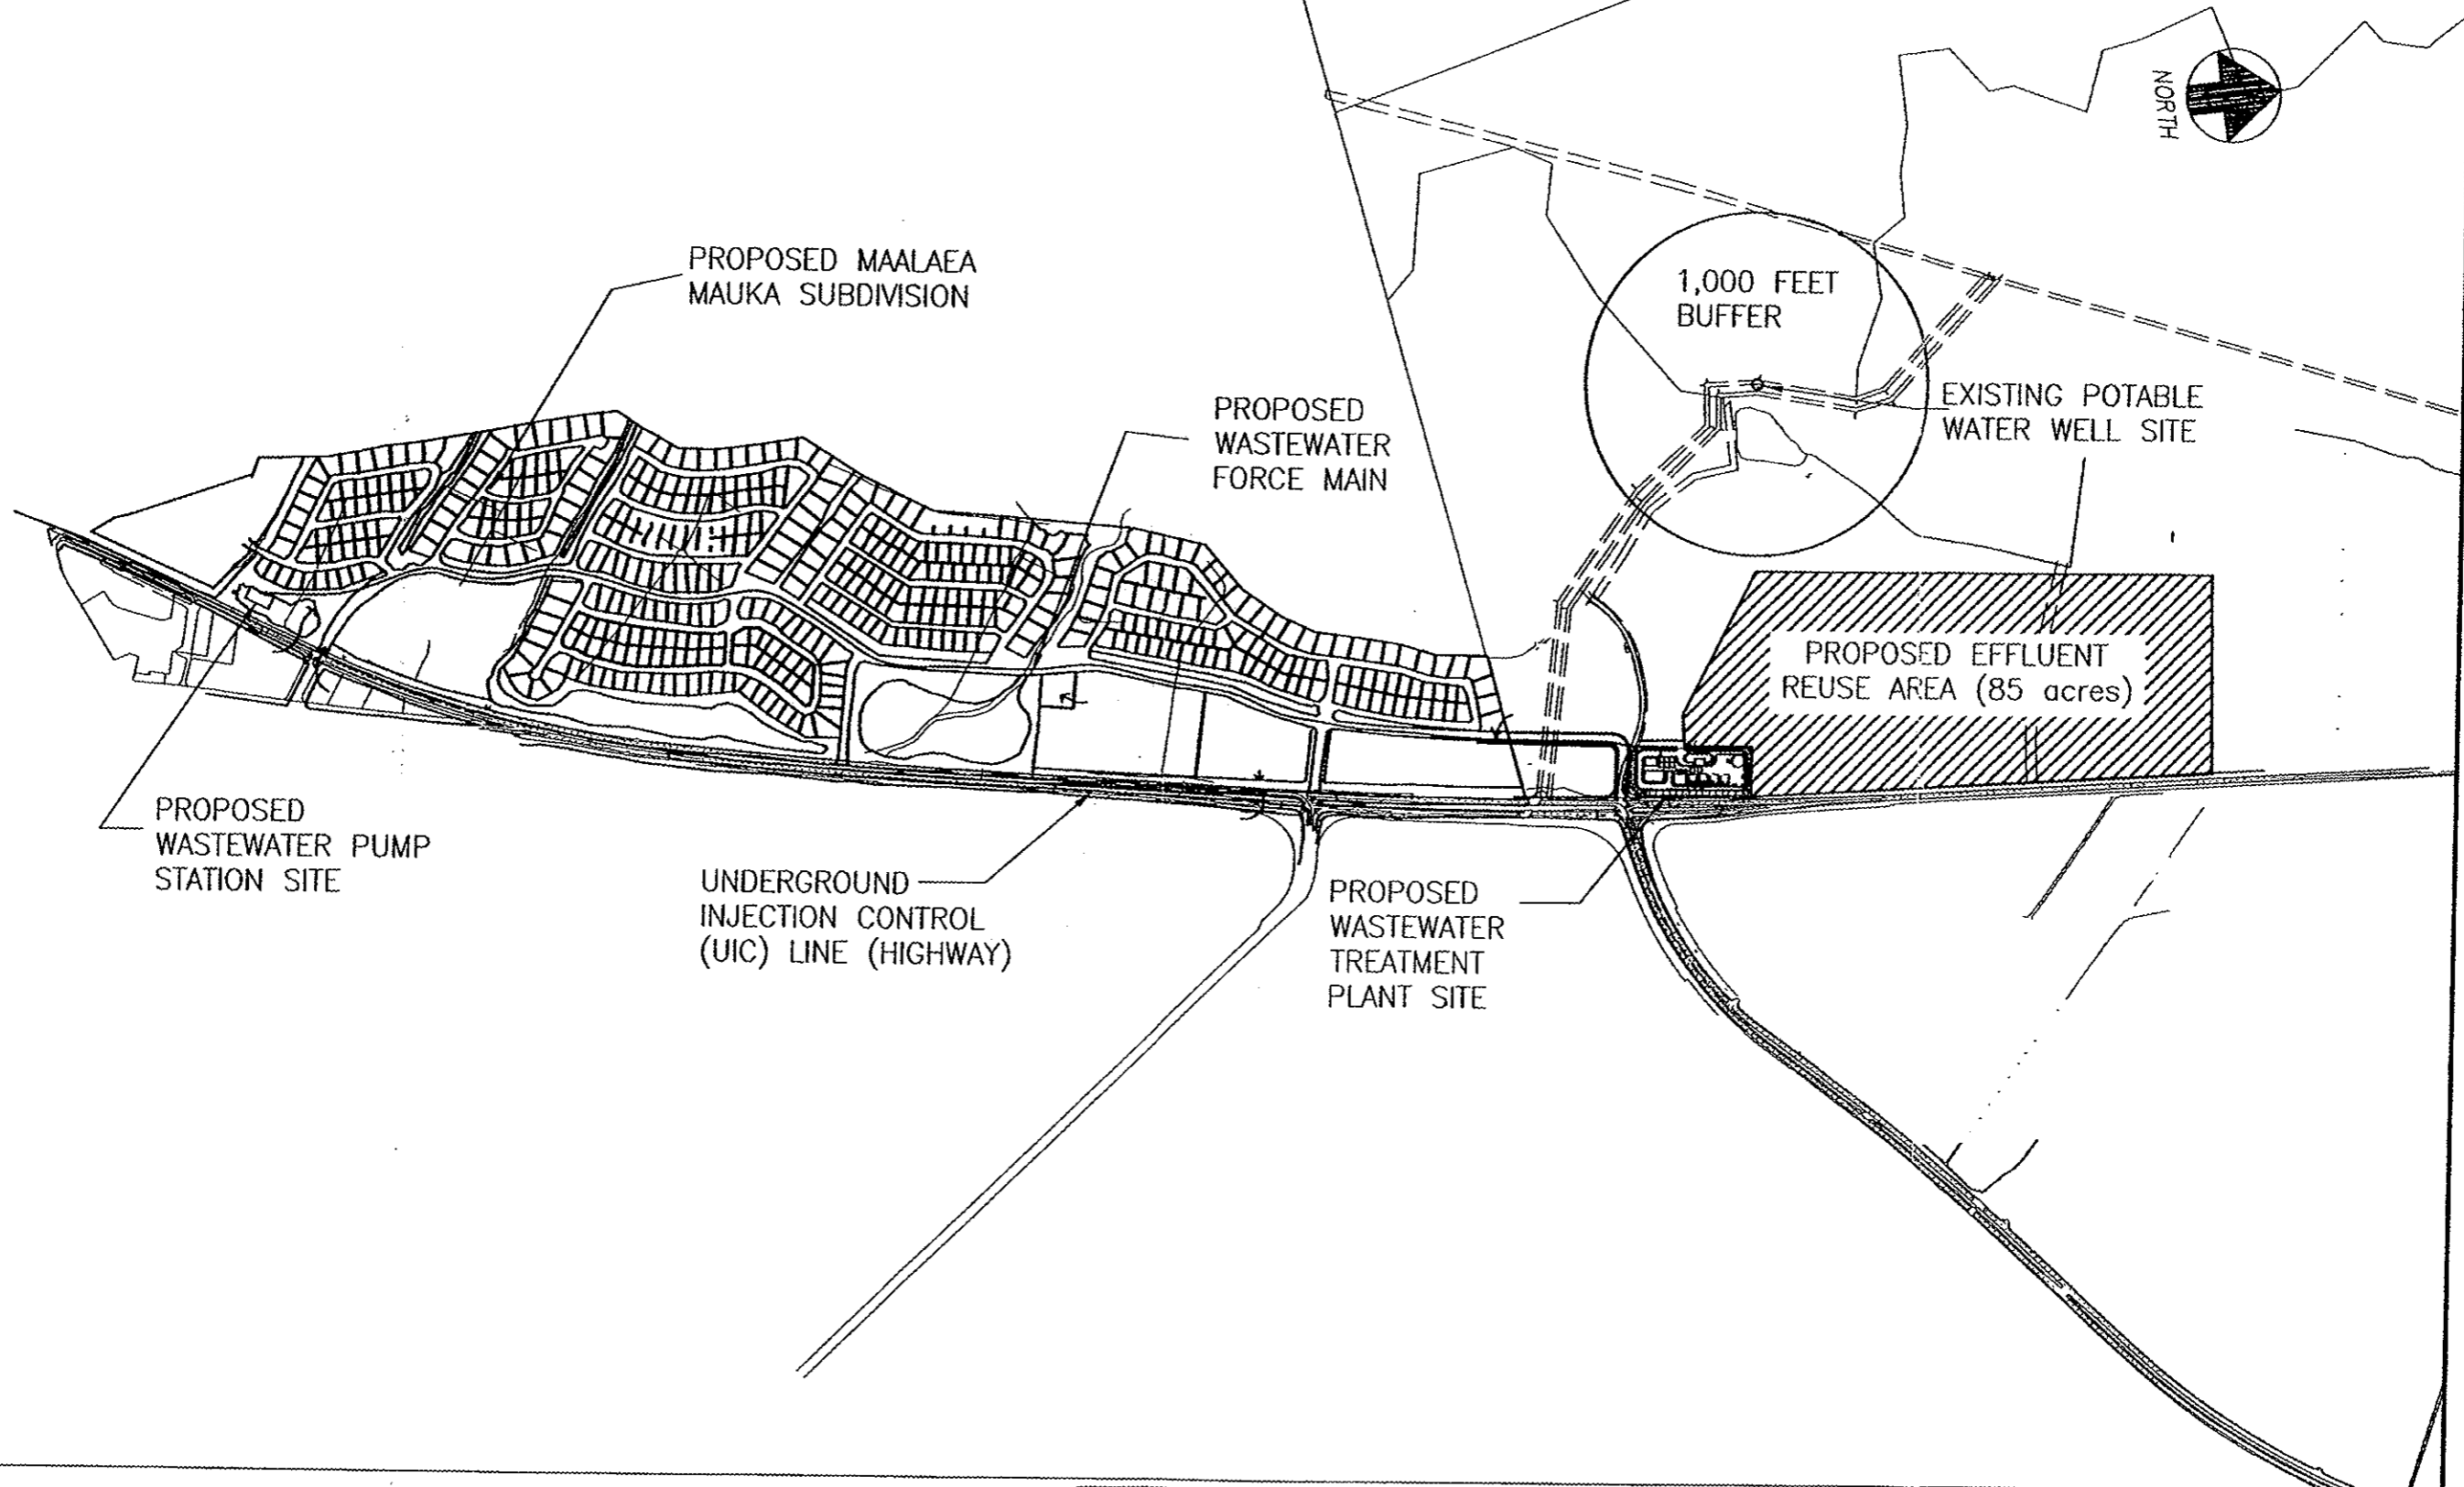 NORTH
PROPOSED MAALAEA
MAUKA SUBDIVISION
1,000 FEET
BUFFER
PROPOSED
WASTEWATER
FORCE MAIN
EXISTING POTABLE
WATER WELL SITE
PROPOSED EFFLUENT
REUSE AREA (85 acres)
PROPOSED
WASTEWATER PUMP
STATION SITE
UNDERGROUND
INJECTION CONTROL
(UIC) LINE (HIGHWAY)
PROPOSED
WASTEWATER
TREATMENT
PLANT SITE